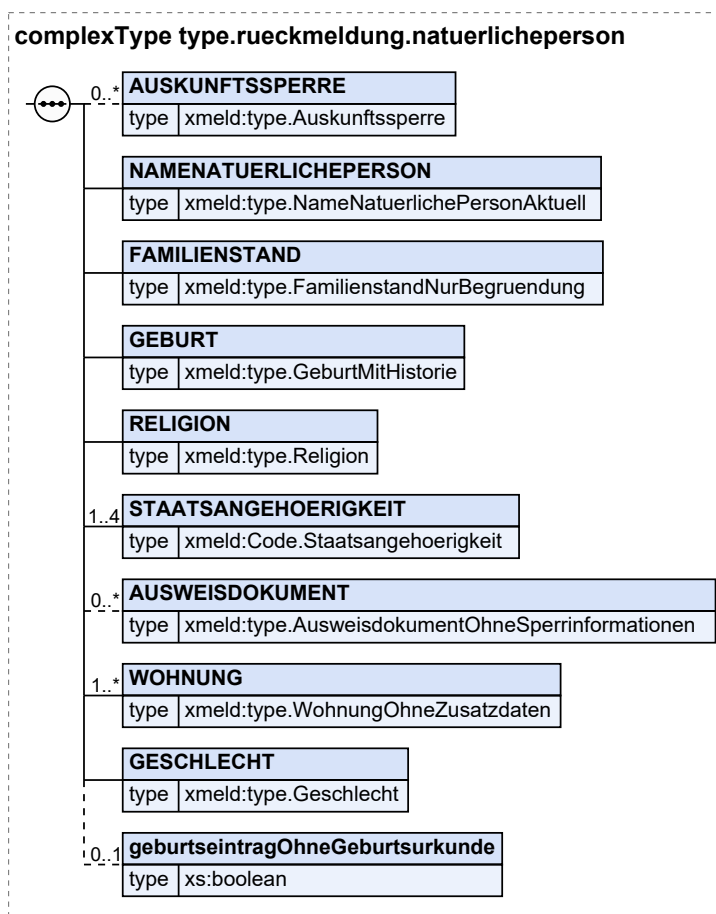 complexType type.rueckmeldung.natuerlicheperson
0..* AUSKUNFTSSPERRE
type xmeld:type.Auskunftssperre
NAMENATUERLICHEPERSON
type xmeld:type.NameNatuerlichePersonAktuell
FAMILIENSTAND
type xmeld:type.FamilienstandNurBegruendung
GEBURT
type xmeld:type.GeburtMitHistorie
RELIGION
type xmeld:type.Religion
1..4 STAATSANGEHOERIGKEIT
type xmeld:Code.Staatsangehoerigkeit
0..* AUSWEISDOKUMENT
type xmeld:type.AusweisdokumentOhneSperrinformationen
1..* WOHNUNG
type xmeld:type.WohnungOhneZusatzdaten
GESCHLECHT
type xmeld:type.Geschlecht
0..1 geburtseintragOhneGeburtsurkunde
type xs:boolean